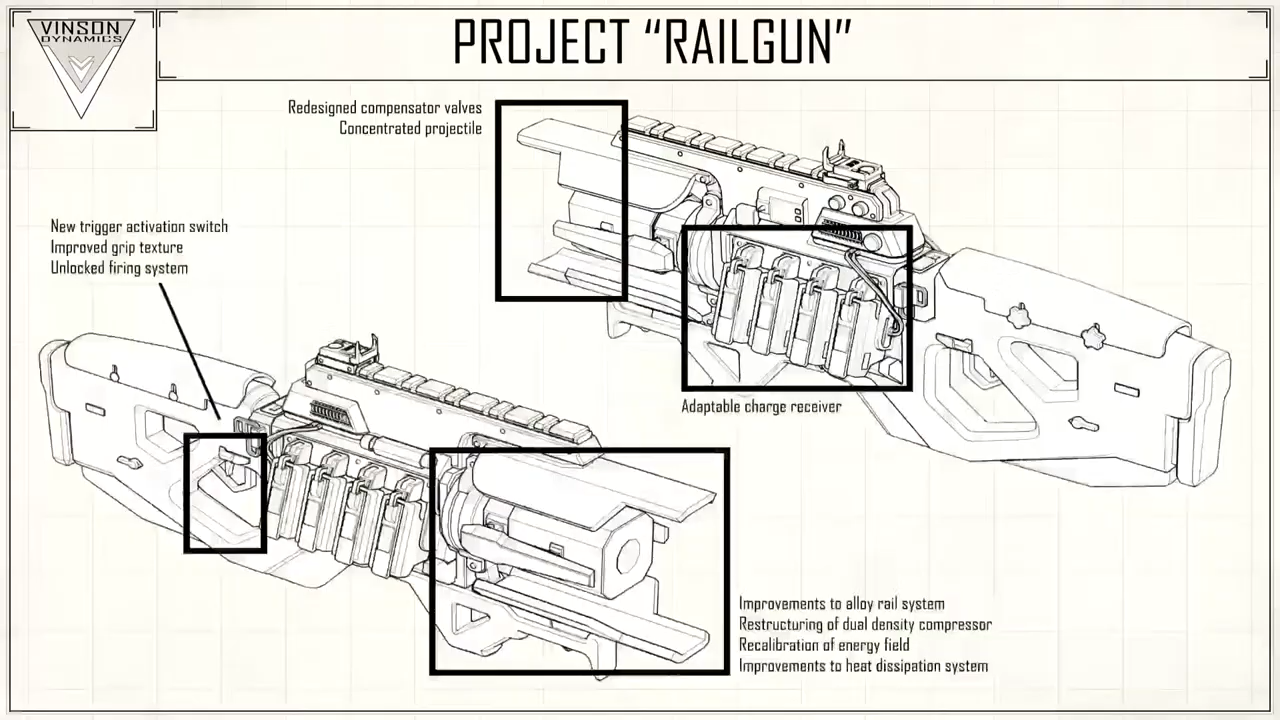 VINSON
DYNAMICS
PROJECT “RAILGUN”
Redesigned compensator valves
Concentrated projectile
New trigger activation switch
Improved grip texture
Unlocked firing system
Adaptable charge receiver
Improvements to alloy rail system
Restructuring of dual density compressor
Recalibration of energy field
Improvements to heat dissipation system